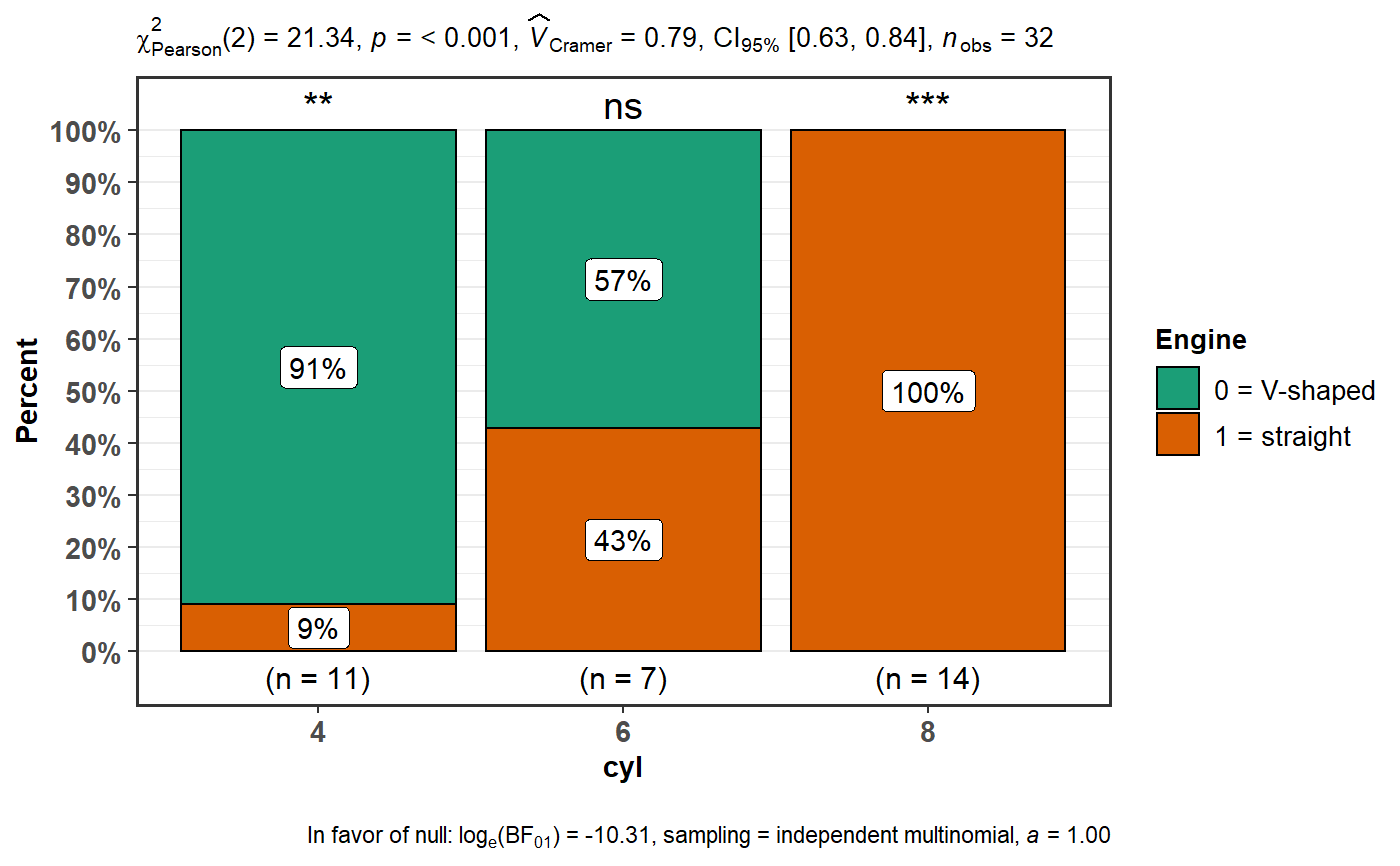 χ²Pearson(2) = 21.34, p = < 0.001, V̂Cramer = 0.79, CI95% [0.63, 0.84], nobs = 32
** ns ***
100%
90%
80%
70%
60%
50%
40%
30%
20%
10%
0%
Percent
91%
9%
57%
43%
100%
(n = 11) (n = 7) (n = 14)
4 6 8
cyl
Engine
0 = V-shaped
1 = straight
In favor of null: loge(BF01) = -10.31, sampling = independent multinomial, a = 1.00